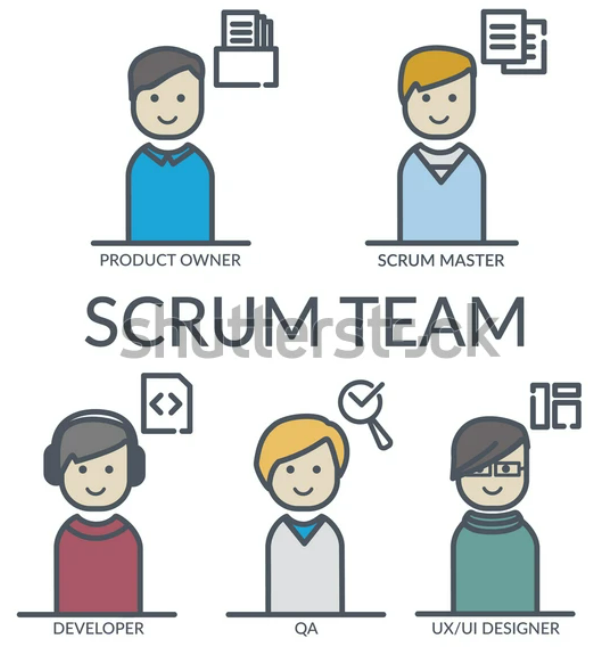 PRODUCT OWNER
SCRUM MASTER
SCRUM TEAM
shutterstock
DEVELOPER
QA
UX/UI DESIGNER